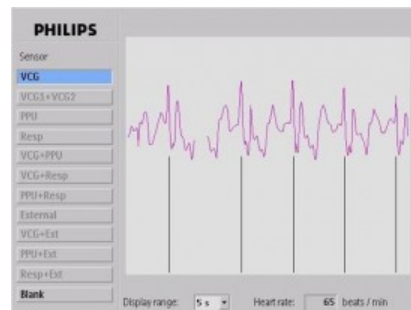 PHILIPS
Sensor
VCG
VCG1+VCG2
PPU
Resp
VCG+PPU
VCG+Resp
PPU+Resp
External
VCG+Ext
PPU+Ext
Resp+Ext
Blank
Display range: 5 s Heart rate: 65 beats / min